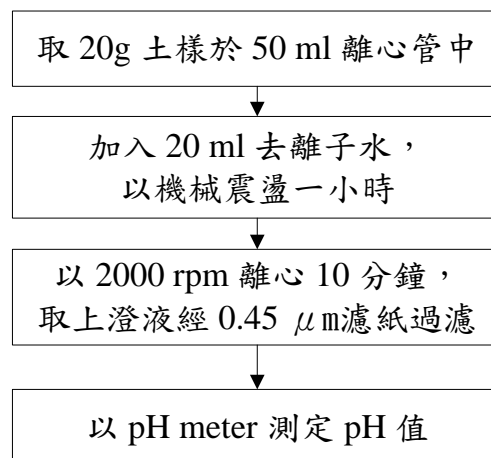 取 20g 土樣於 50 ml 離心管中
加入 20 ml 去離子水，
以機械震盪一小時
以 2000 rpm 離心 10 分鐘，
取上澄液經 0.45 μm濾紙過濾
以 pH meter 測定 pH 值